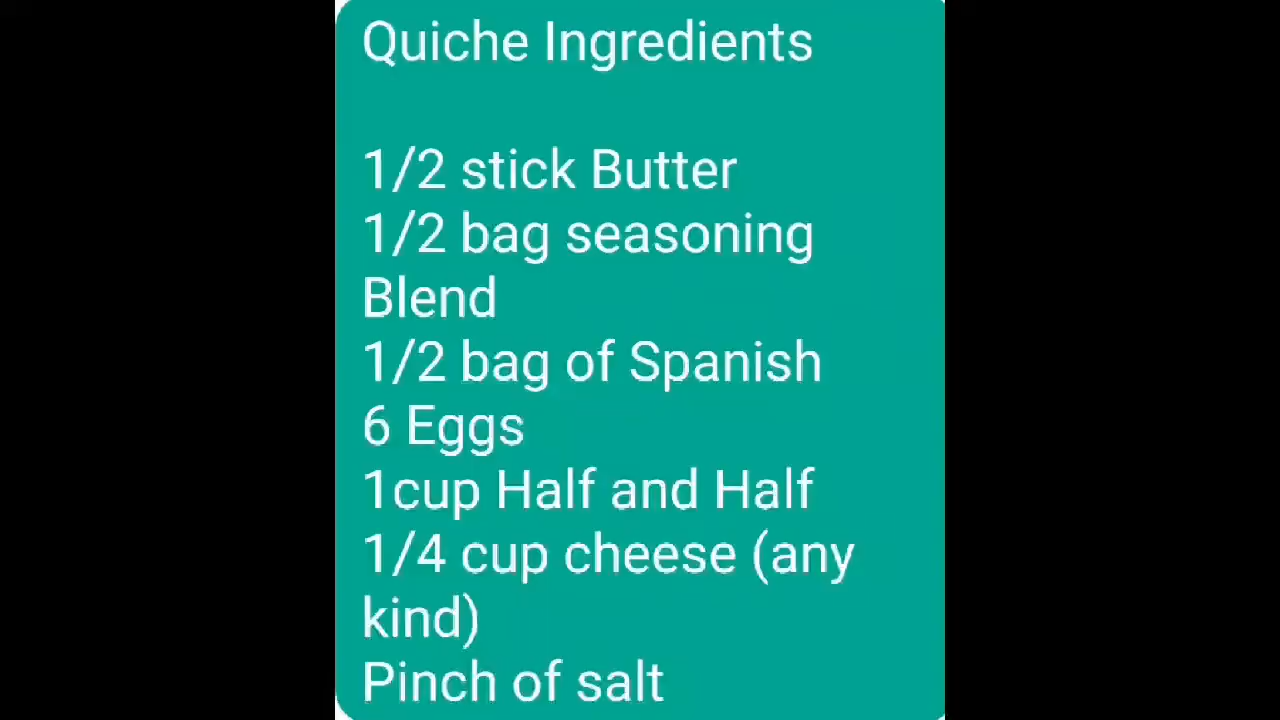 Quiche Ingredients
1/2 stick Butter
1/2 bag seasoning
Blend
1/2 bag of Spanish
6 Eggs
1cup Half and Half
1/4 cup cheese (any
kind)
Pinch of salt